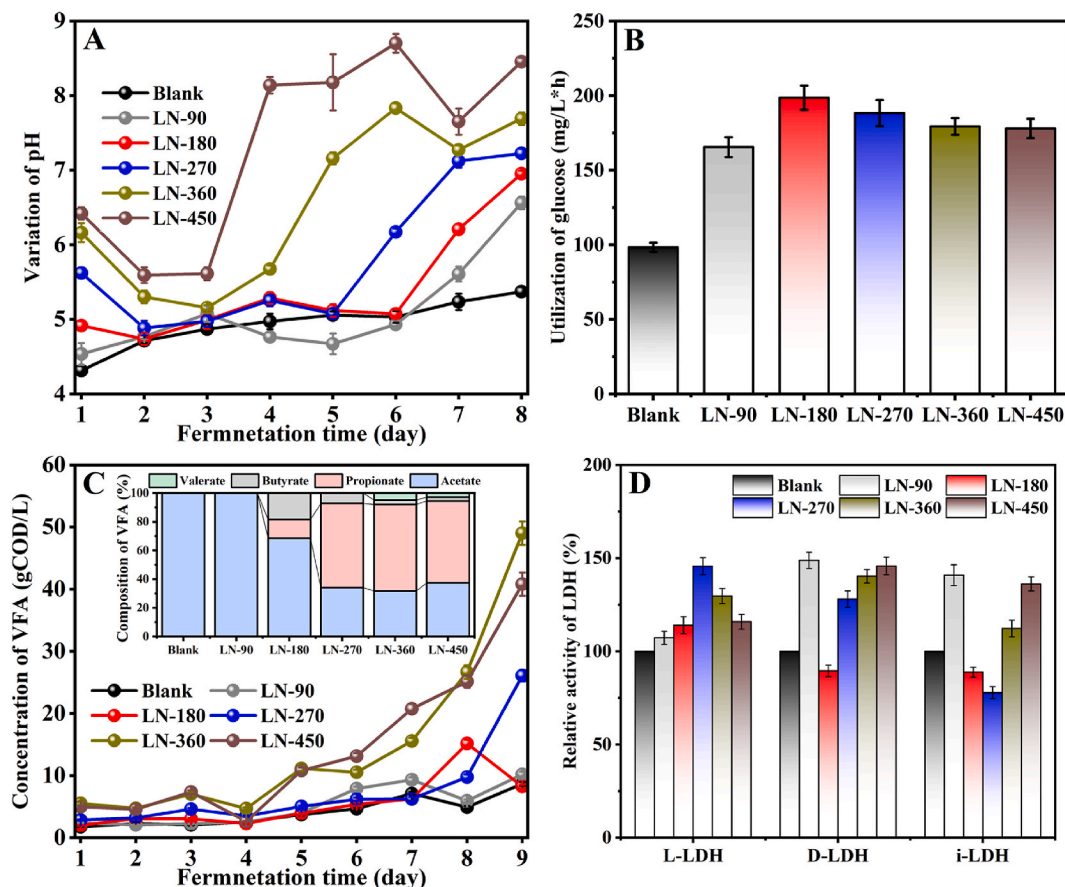 A
9
8
7
6
5
4
Variation of pH
Blank
LN-90
LN-180
LN-270
LN-360
LN-450
1 2 3 4 5 6 7 8
Fermnetation time (day)
B
250
200
150
100
50
0
Utilization of glucose (mg/L*h)
Blank LN-90 LN-180 LN-270 LN-360 LN-450
C
60
50
40
30
20
10
0
Concentration of VFA (gCOD/L)
Valerate Butyrate Propionate Acetate
100
80
60
40
20
0
Composition of VFA (%)
Blank LN-90 LN-180 LN-270 LN-360 LN-450
Blank LN-90
LN-180 LN-270
LN-360 LN-450
1 2 3 4 5 6 7 8 9
Fermnetation time (day)
D
200
150
100
50
0
Relative activity of LDH (%)
Blank LN-90 LN-180
LN-270 LN-360 LN-450
L-LDH D-LDH i-LDH